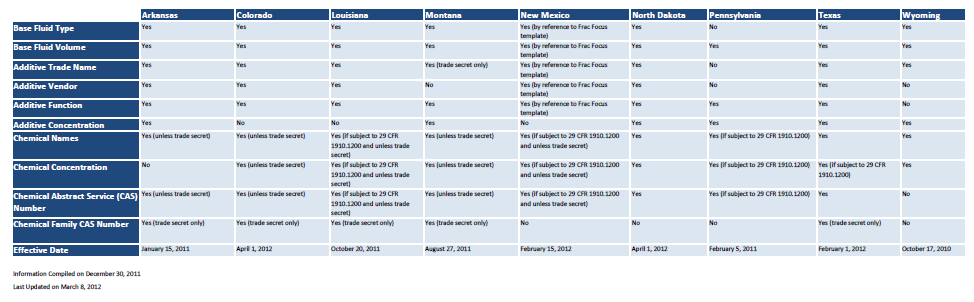 Arkansas Colorado Louisiana Montana New Mexico North Dakota Pennsylvania Texas Wyoming
Base Fluid Type Yes Yes Yes Yes Yes (by reference to Frac Focus Yes No Yes Yes
template)
Base Fluid Volume Yes Yes Yes Yes Yes (by reference to Frac Focus Yes Yes Yes Yes
template)
Additive Trade Name Yes Yes Yes Yes (trade secret only) Yes (by reference to Frac Focus Yes No Yes Yes
template)
Additive Vendor Yes Yes Yes No Yes (by reference to Frac Focus Yes Yes Yes No
template)
Additive Function Yes Yes Yes Yes Yes (by reference to Frac Focus Yes Yes Yes No
template)
Additive Concentration Yes No No Yes No Yes Yes Yes Yes
Chemical Names Yes (unless trade secret) Yes (unless trade secret) Yes (if subject to 29 CFR Yes (unless trade secret) Yes (if subject to 29 CFR 1910.1200 Yes Yes (if subject to 29 CFR 1910.1200) Yes Yes
1910.1200 and unless trade and unless trade secret)
secret)
Chemical Concentration No Yes (unless trade secret) Yes (if subject to 29 CFR Yes (unless trade secret) Yes (if subject to 29 CFR 1910.1200 Yes Yes (if subject to 29 CFR 1910.1200) Yes (if subject to 29 CFR Yes
1910.1200 and unless trade and unless trade secret) 1910.1200)
secret)
Chemical Abstract Service (CAS) Yes (unless trade secret) Yes (unless trade secret) Yes (if subject to 29 CFR Yes (unless trade secret) Yes (if subject to 29 CFR 1910.1200 Yes Yes (if subject to 29 CFR 1910.1200) Yes No
Number 1910.1200 and unless trade and unless trade secret)
secret)
Chemical Family CAS Number Yes (trade secret only) Yes (trade secret only) Yes (trade secret only) Yes (trade secret only) No No No Yes (trade secret only) No
Effective Date January 15, 2011 April 1, 2012 October 20, 2011 August 27, 2011 February 15, 2012 April 1, 2012 February 5, 2011 February 1, 2012 October 17, 2010
Information Compiled on December 30, 2011
Last Updated on March 8, 2012